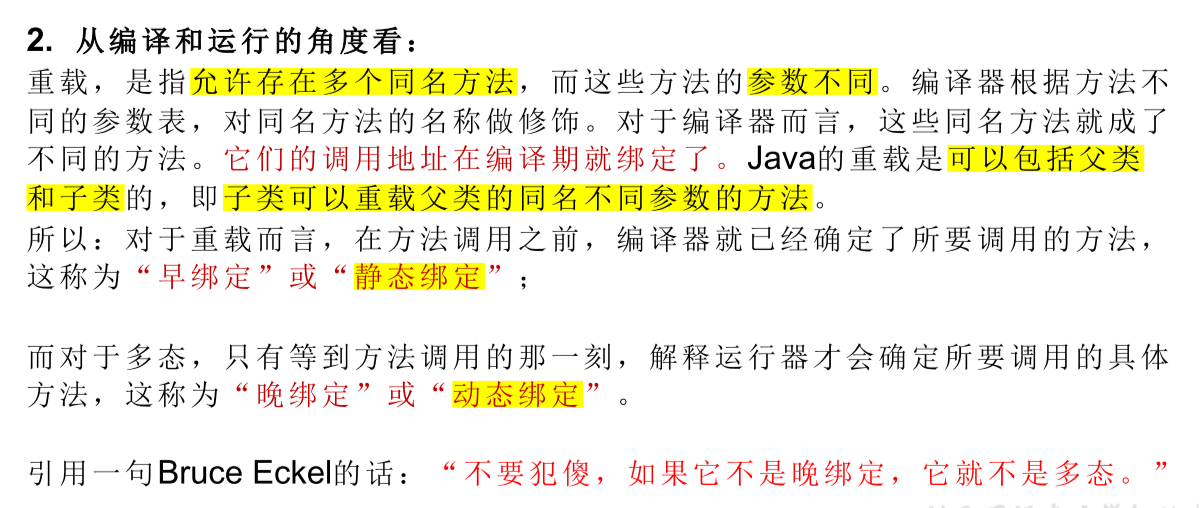 2. 从编译和运行的角度看：
重载，是指允许存在多个同名方法，而这些方法的参数不同。编译器根据方法不
同的参数表，对同名方法的名称做修饰。对于编译器而言，这些同名方法就成了
不同的方法。它们的调用地址在编译期就绑定了。Java的重载是可以包括父类
和子类的，即子类可以重载父类的同名不同参数的方法。
所以：对于重载而言，在方法调用之前，编译器就已经确定了所要调用的方法，
这称为“早绑定”或“静态绑定”；
而对于多态，只有等到方法调用的那一刻，解释运行器才会确定所要调用的具体
方法，这称为“晚绑定”或“动态绑定”。
引用一句Bruce Eckel的话：“不要犯傻，如果它不是晚绑定，它就不是多态。”